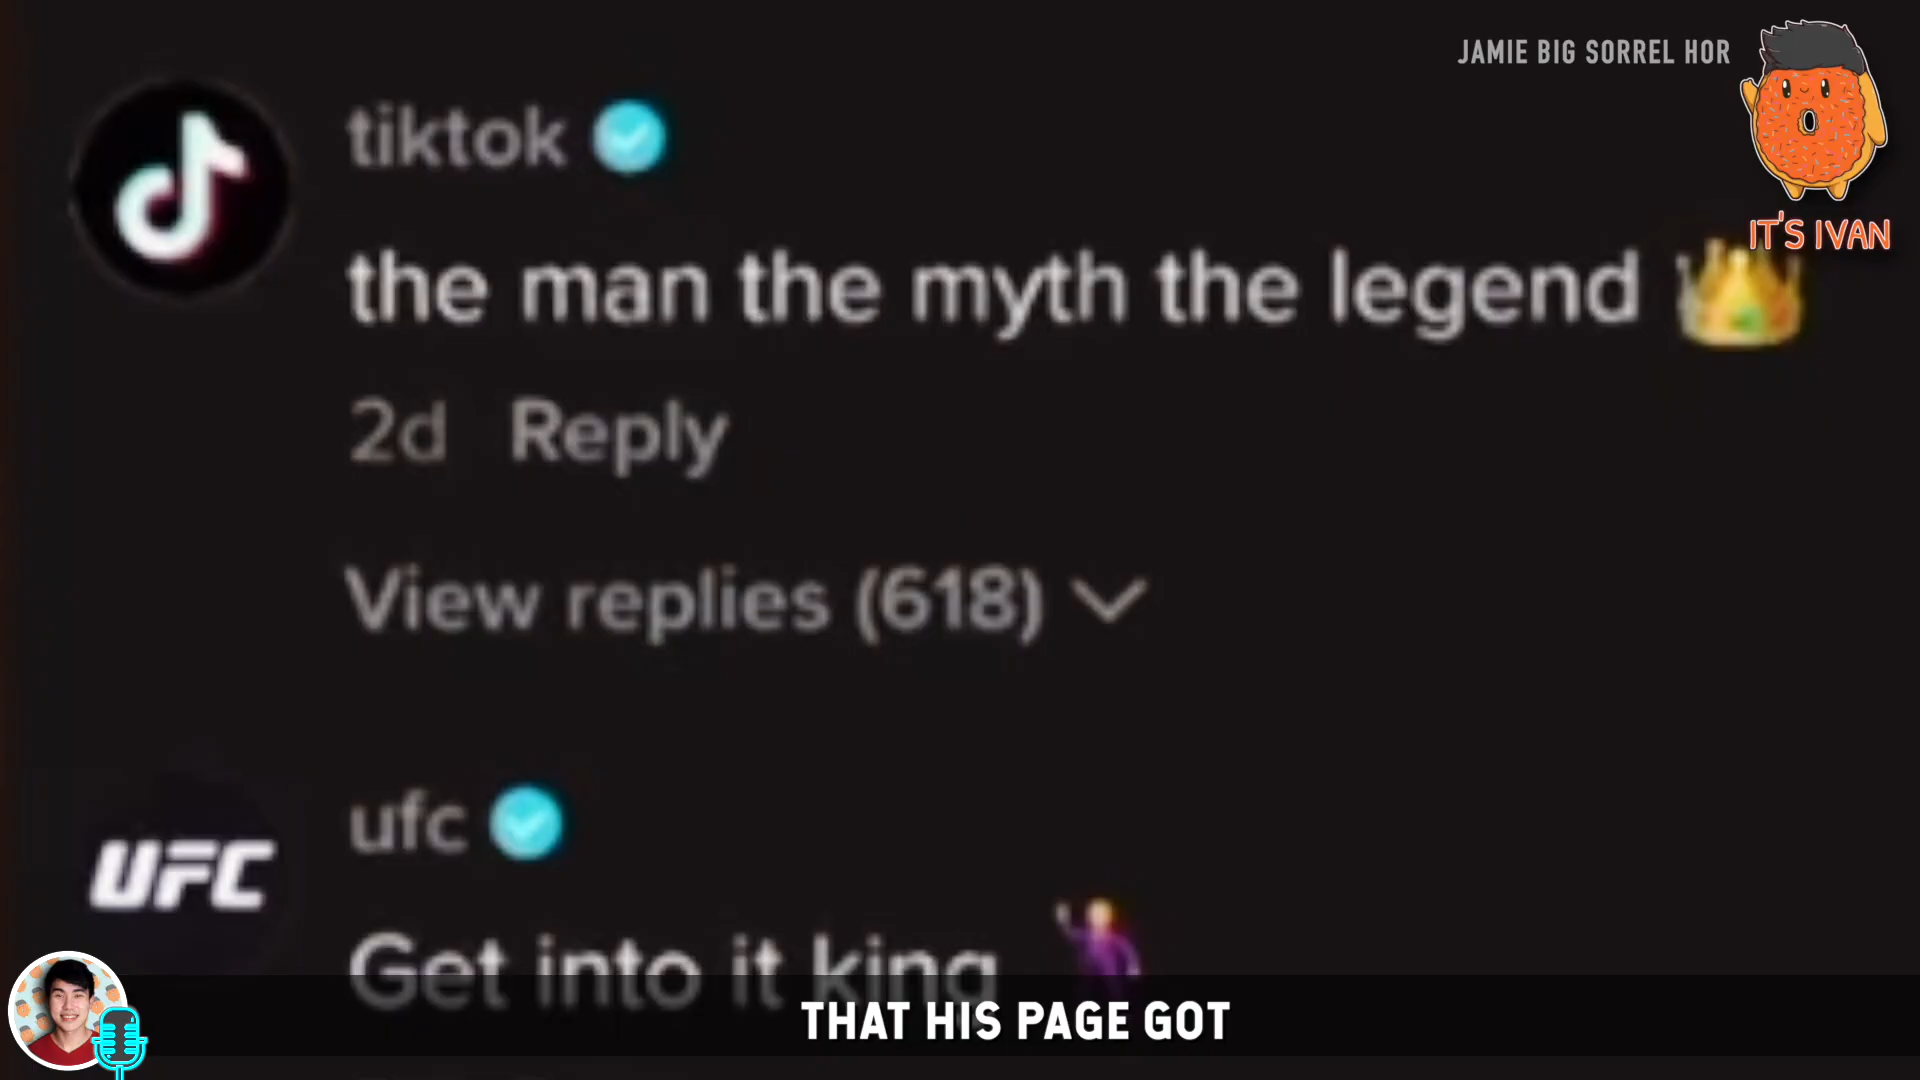 JAMIE BIG SORREL HOR
IT'S IVAN
tiktok
the man the myth the legend
2d Reply
View replies (618)
UFC
ufc
Get into it king
THAT HIS PAGE GOT